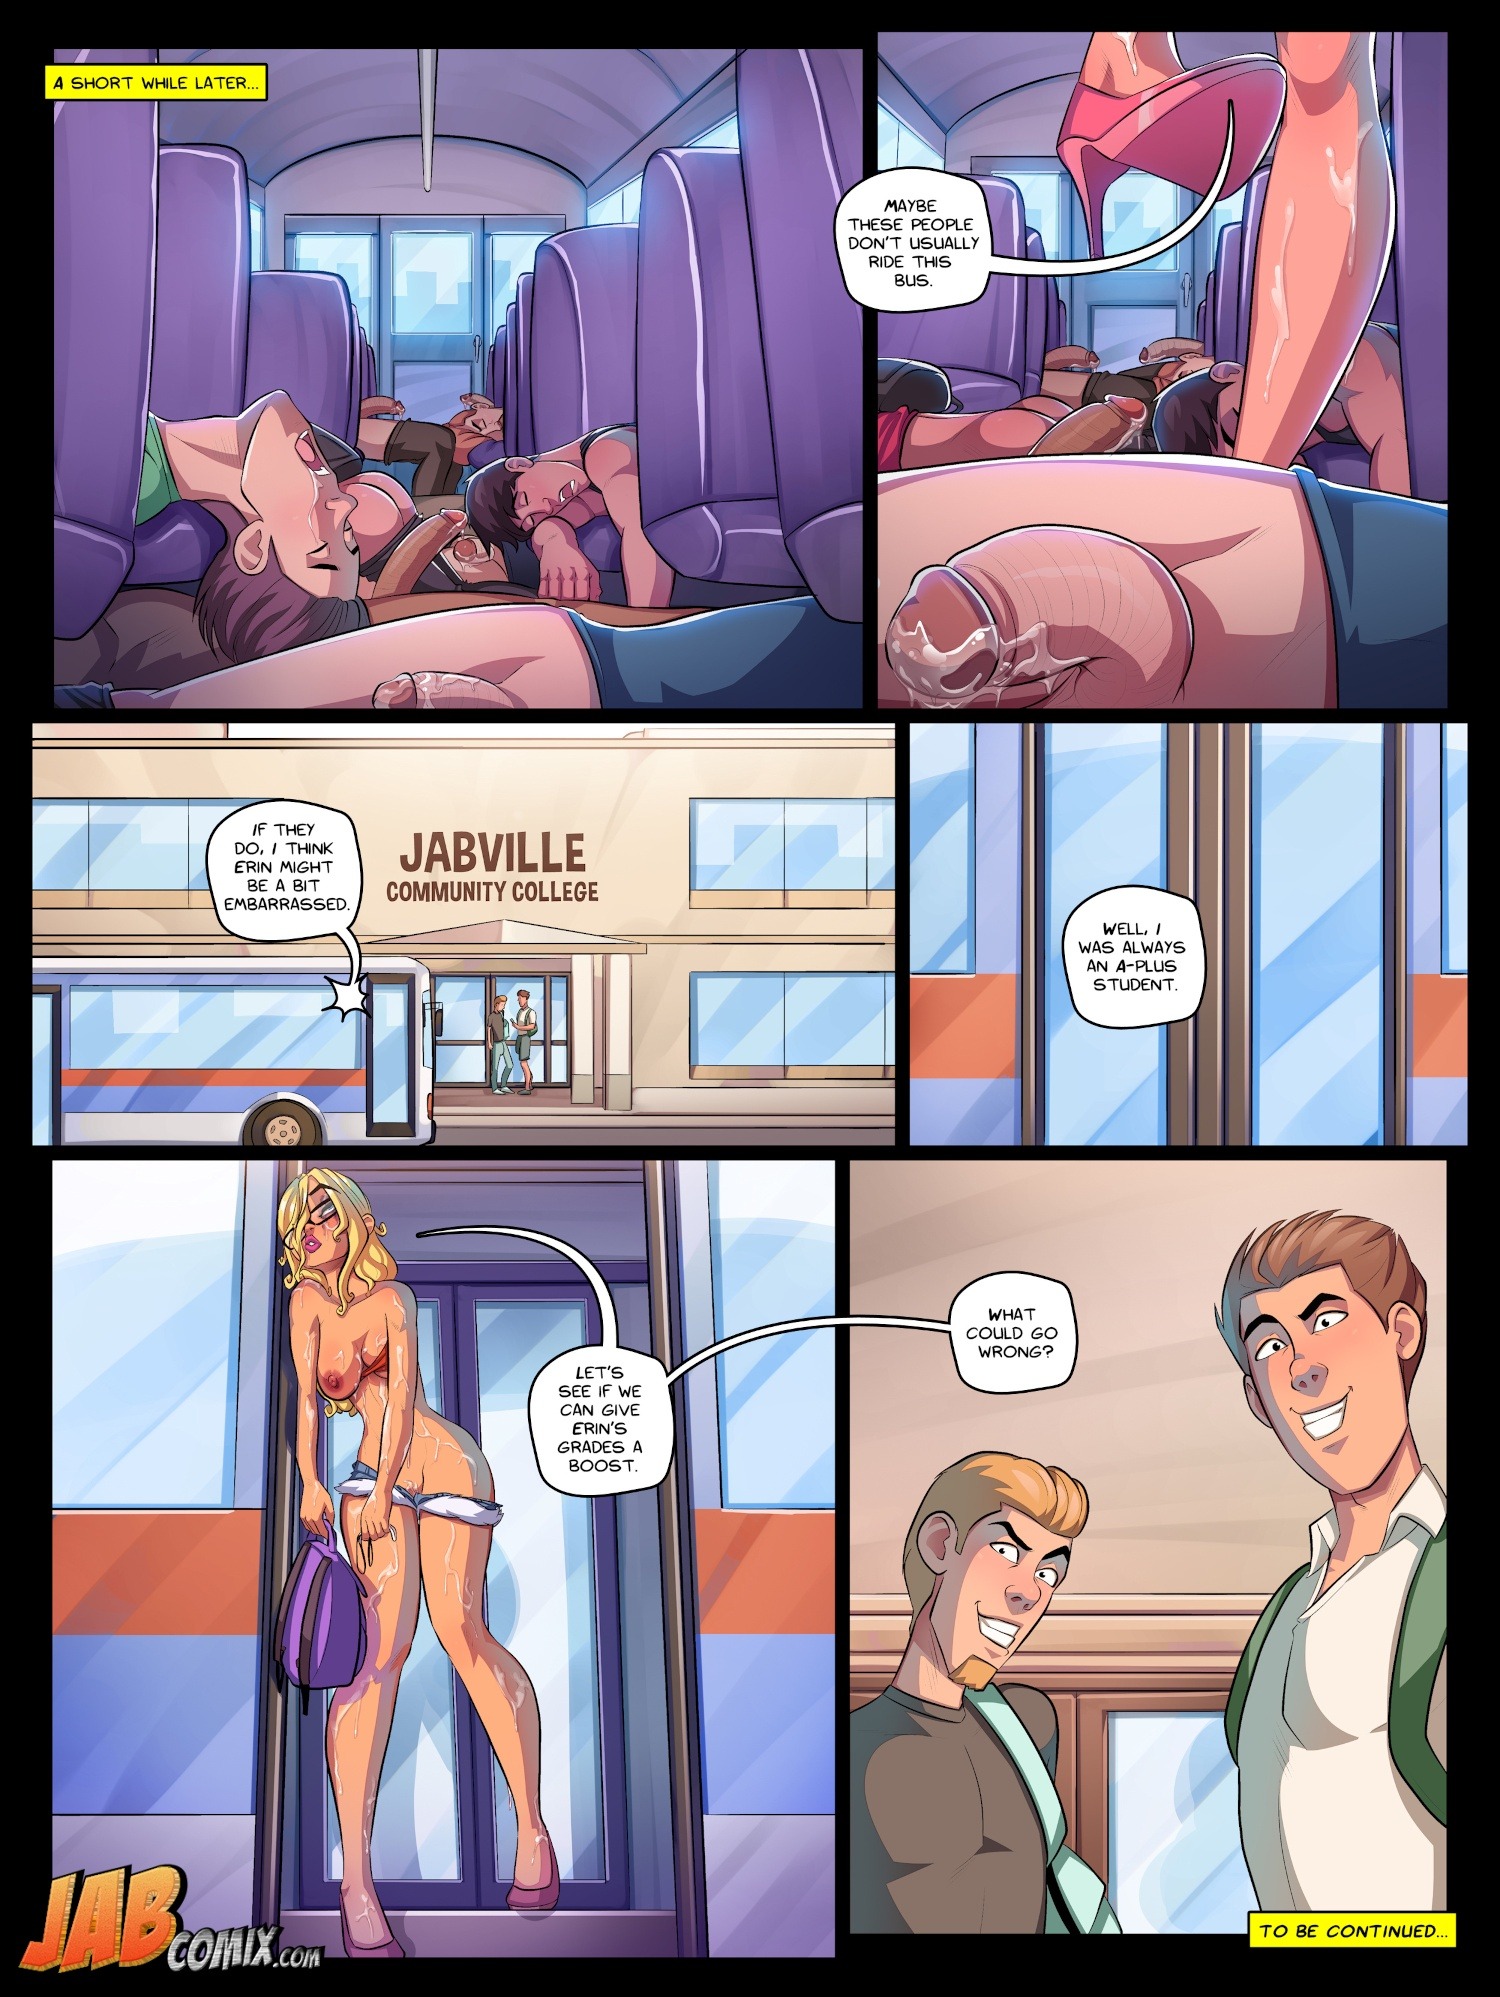 A SHORT WHILE LATER...
MAYBE
THESE PEOPLE
DON'T USUALLY
RIDE THIS
BUS.
IF THEY
DO, I THINK
ERIN MIGHT
BE A BIT
EMBARRASSED.
JABVILLE
COMMUNITY COLLEGE
WELL, I
WAS ALWAYS
AN A-PLUS
STUDENT.
LET'S
SEE IF WE
CAN GIVE
ERIN'S
GRADES A
BOOST.
WHAT
COULD GO
WRONG?
JAB
COMIX.COM
TO BE CONTINUED...